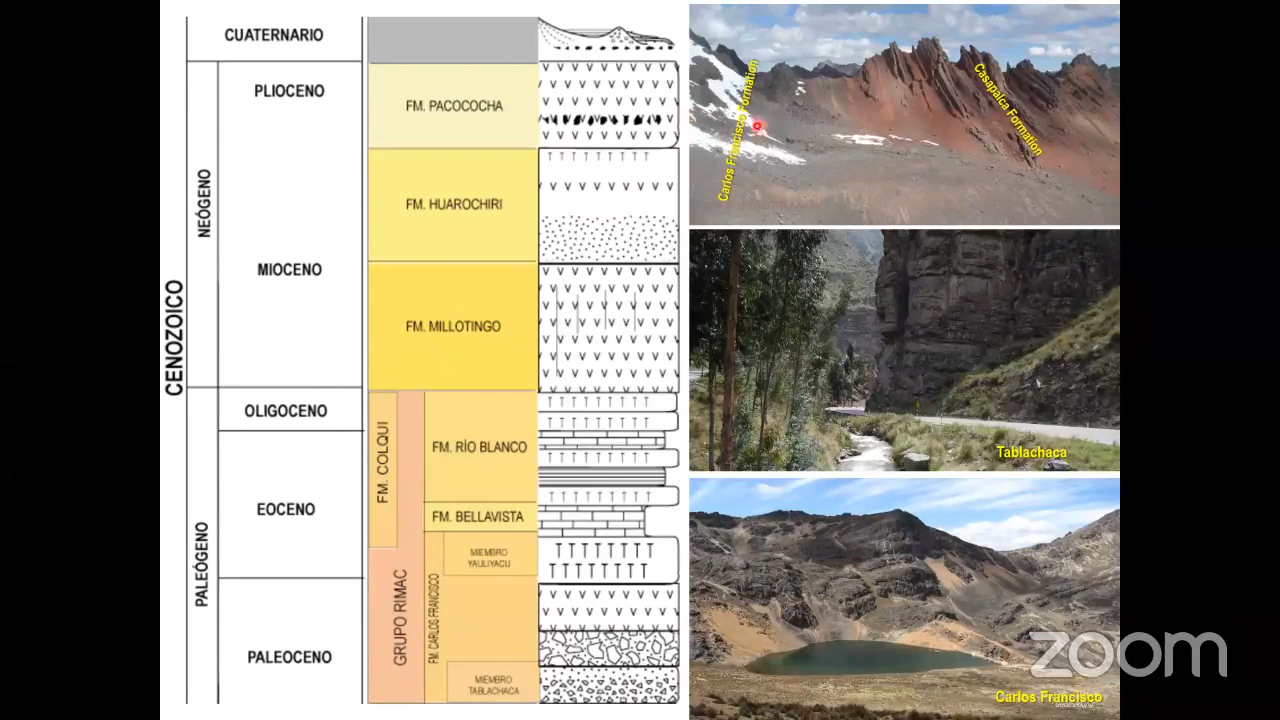 CENOZOICO
NEÓGENO
PALEÓGENO
CUATERNARIO
PLIOCENO
MIOCENO
OLIGOCENO
EOCENO
PALEOCENO
FM. PACOCOCHA
FM. HUAROCHIRI
FM. MILLOTINGO
FM. COLQUI
GRUPO RIMAC
FM. RÍO BLANCO
FM. BELLAVISTA
FM. CARLOS FRANCISCO
MIEMBRO
YAULIYACU
MIEMBRO
TABLACHACA
Carlos Francisco Formation
Casapalca Formation
Tablachaca
Carlos Francisco
zoom